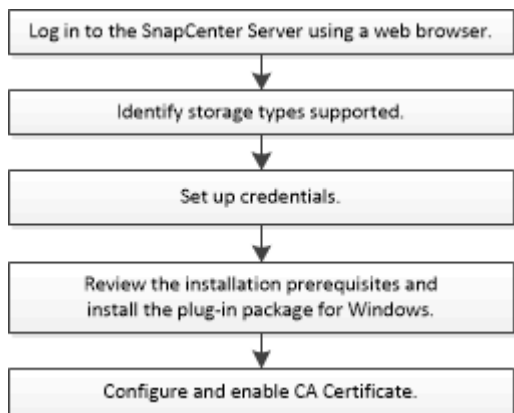 Log in to the SnapCenter Server using a web browser.
Identify storage types supported.
Set up credentials.
Review the installation prerequisites and
install the plug-in package for Windows.
Configure and enable CA Certificate.